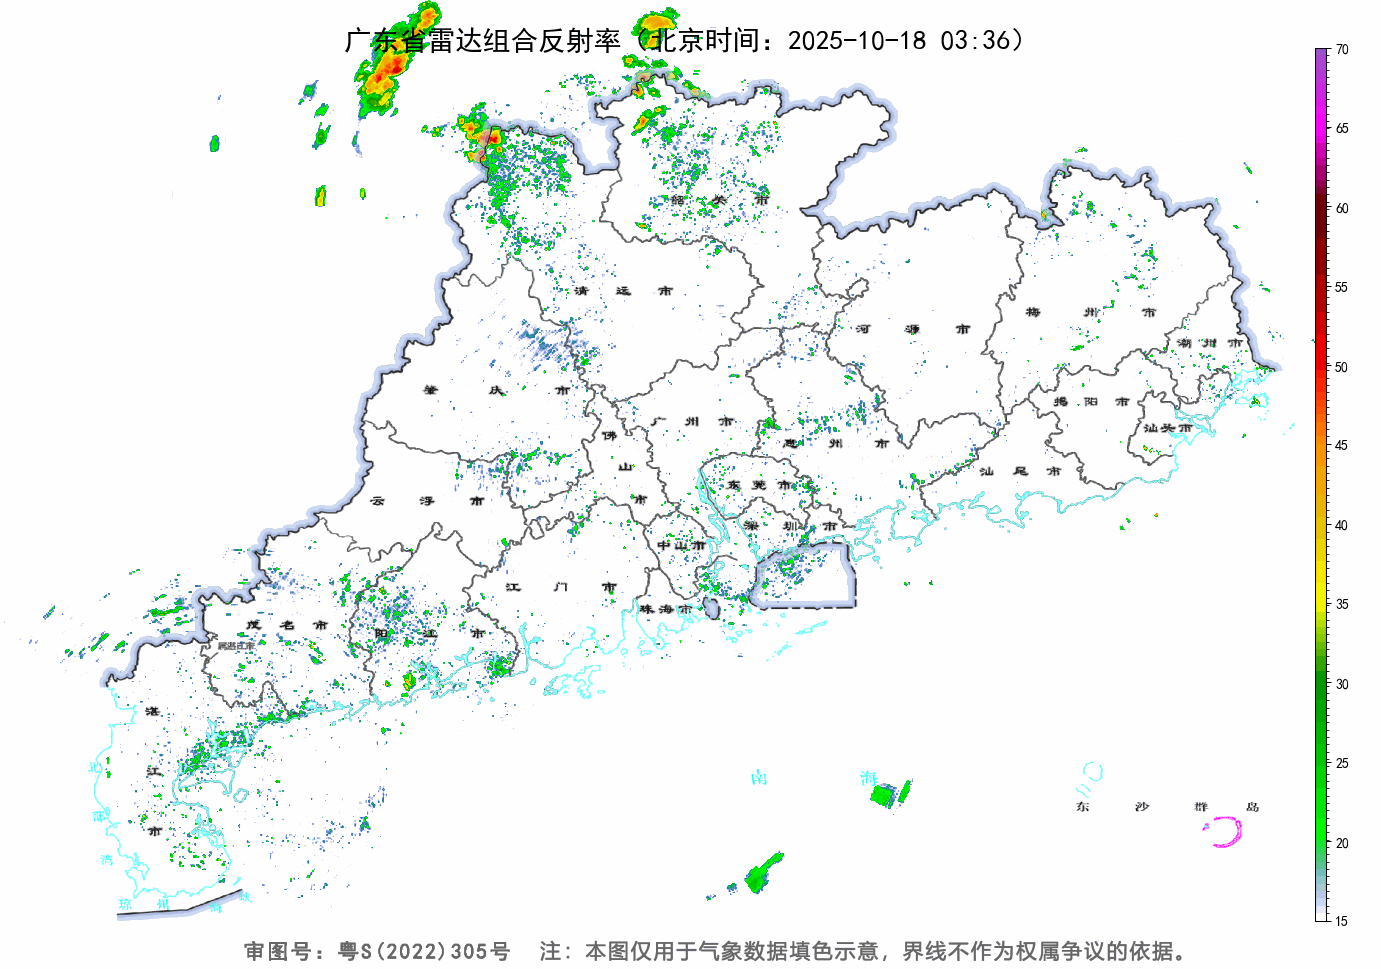 广东省雷达组合反射率（北京时间：2025-10-18 03:36）
70
65
60
55
50
45
40
35
30
25
20
15
韶关市
清远市
河源市
梅州市
潮州市
肇庆市
广州市
佛山市
惠州市
揭阳市
汕头市
汕尾市
云浮市
东莞市
深圳市
中山市
江门市
珠海市
茂名市
阳江市
湛江市
北部湾
南海
东沙群岛
琼州海峡
审图号：粤S(2022)305号 注：本图仅用于气象数据填色示意，界线不作为权属争议的依据。